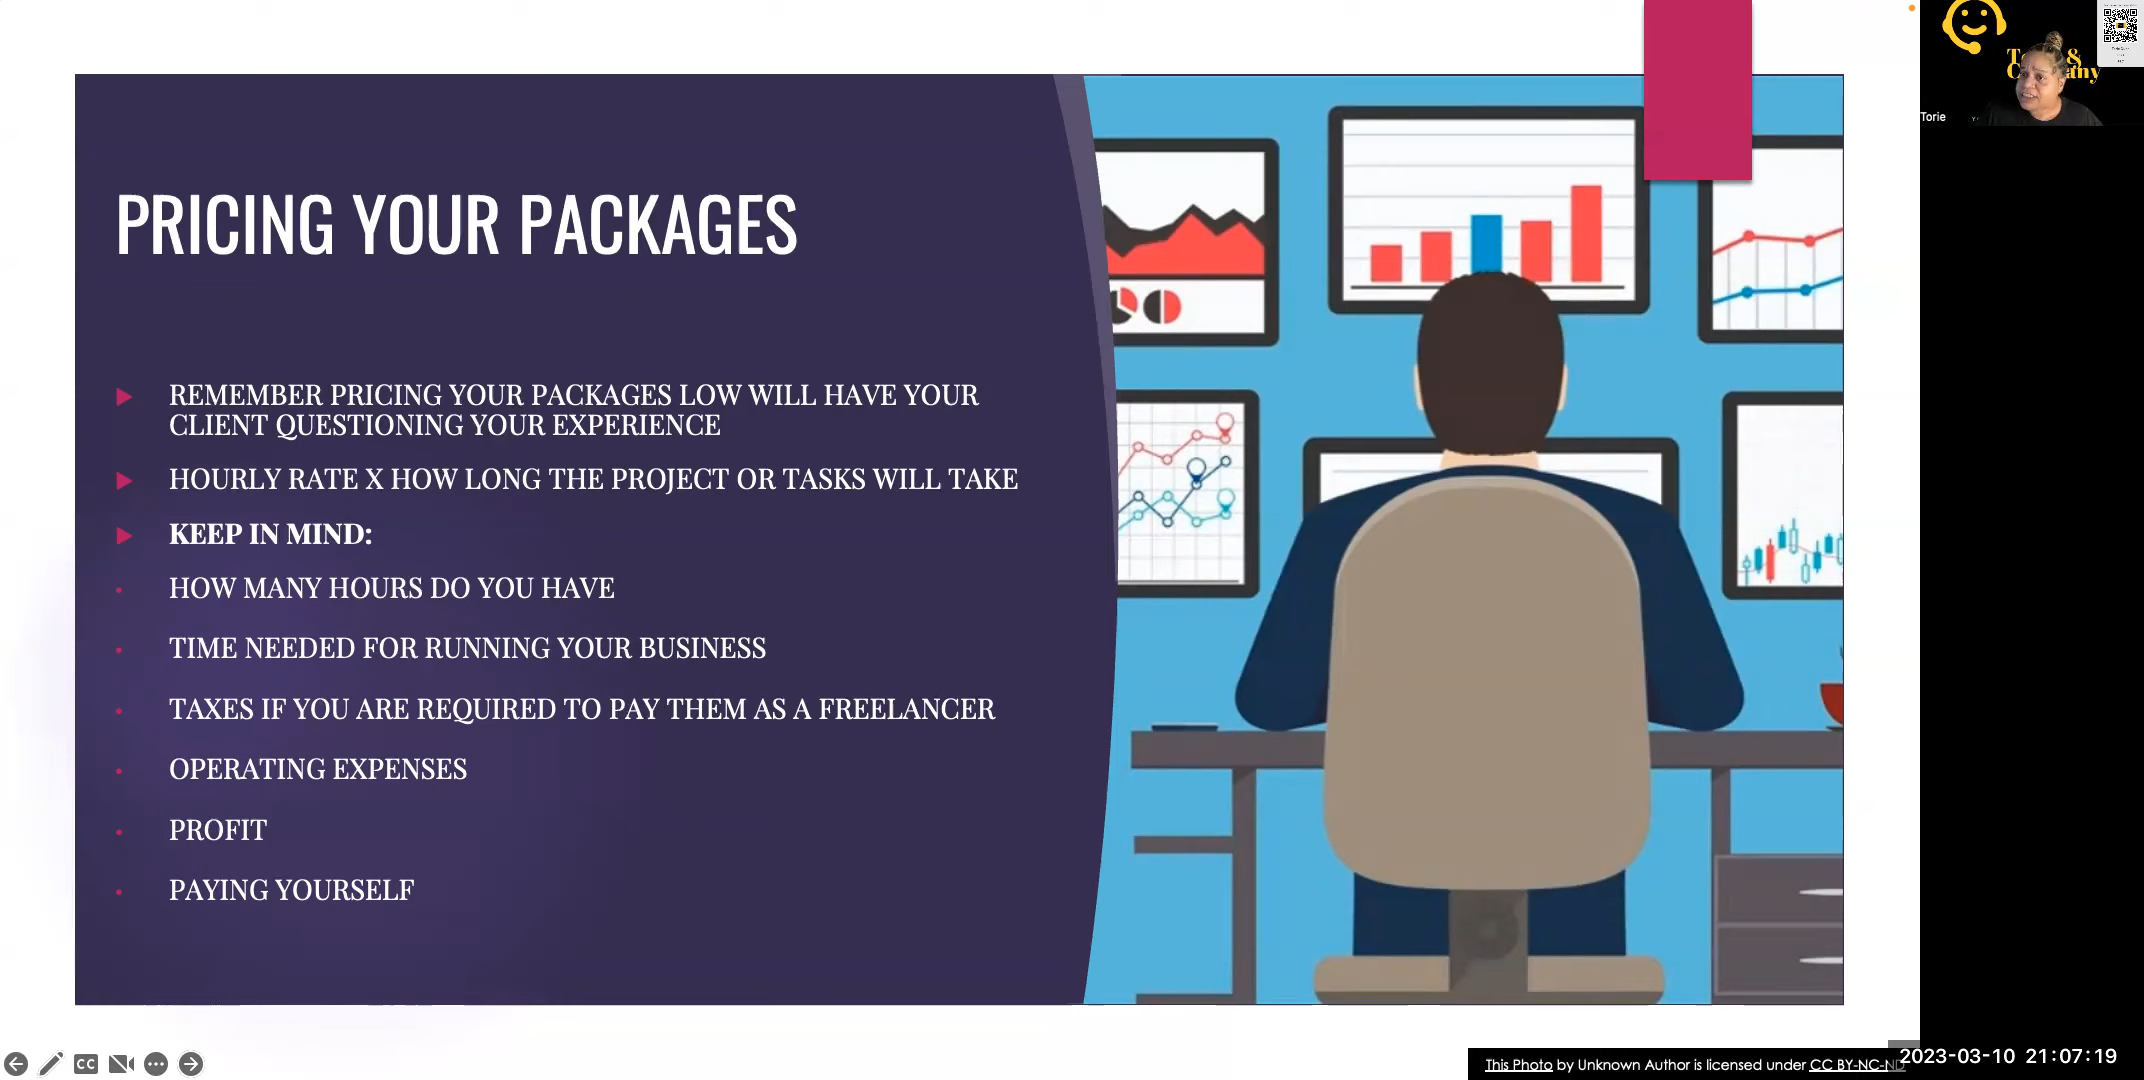 PRICING YOUR PACKAGES
REMEMBER PRICING YOUR PACKAGES LOW WILL HAVE YOUR
CLIENT QUESTIONING YOUR EXPERIENCE
HOURLY RATE X HOW LONG THE PROJECT OR TASKS WILL TAKE
KEEP IN MIND:
HOW MANY HOURS DO YOU HAVE
TIME NEEDED FOR RUNNING YOUR BUSINESS
TAXES IF YOU ARE REQUIRED TO PAY THEM AS A FREELANCER
OPERATING EXPENSES
PROFIT
PAYING YOURSELF
&
Torie
CC
This Photo by Unknown Author is licensed under CC BY-NC-ND
2023-03-10 21:07:19